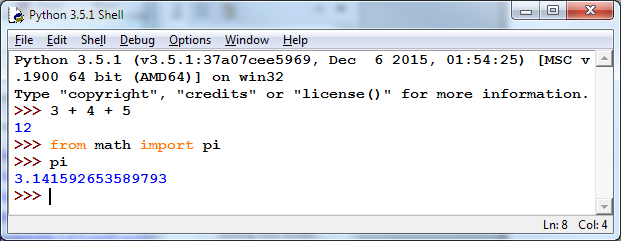 Python 3.5.1 Shell
File Edit Shell Debug Options Window Help
Python 3.5.1 (v3.5.1:37a07cee5969, Dec  6 2015, 01:54:25) [MSC v
.1900 64 bit (AMD64)] on win32
Type "copyright", "credits" or "license()" for more information.
>>> 3 + 4 + 5
12
>>> from math import pi
>>> pi
3.141592653589793
>>>
Ln: 8 Col: 4